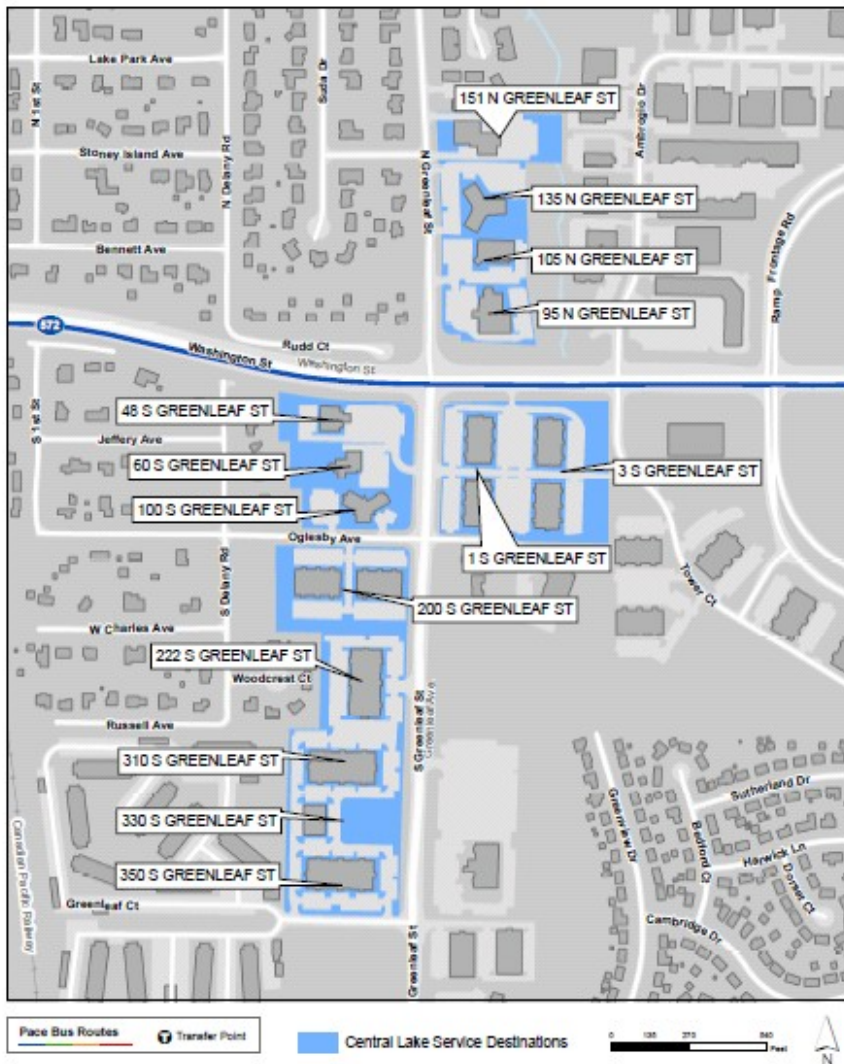 Lake Park Ave
N 1st St
Suda Dr
151 N GREENLEAF ST
Ambrogio Dr
Stoney Island Ave
N Delany Rd
N Greenleaf St
135 N GREENLEAF ST
Bennett Ave
105 N GREENLEAF ST
Ramp Frontage Rd
95 N GREENLEAF ST
572
Rudd Ct
Washington St
Washington St
48 S GREENLEAF ST
S 1st St
Jeffery Ave
60 S GREENLEAF ST
3 S GREENLEAF ST
100 S GREENLEAF ST
Oglesby Ave
1 S GREENLEAF ST
S Delany Rd
Tower Ct
200 S GREENLEAF ST
W Charles Ave
222 S GREENLEAF ST
Woodcrest Ct
S Greenleaf St
Greenleaf Ave
Russell Ave
310 S GREENLEAF ST
Sutherland Dr
Greenview Dr
Bedford Ct
330 S GREENLEAF ST
Canadian Pacific Railway
Harwick Ln
350 S GREENLEAF ST
Dorset Ct
Greenleaf Ct
Cambridge Dr
Greenleaf St
Pace Bus Routes
T Transfer Point
Central Lake Service Destinations
0 135 270 540
Feet
N